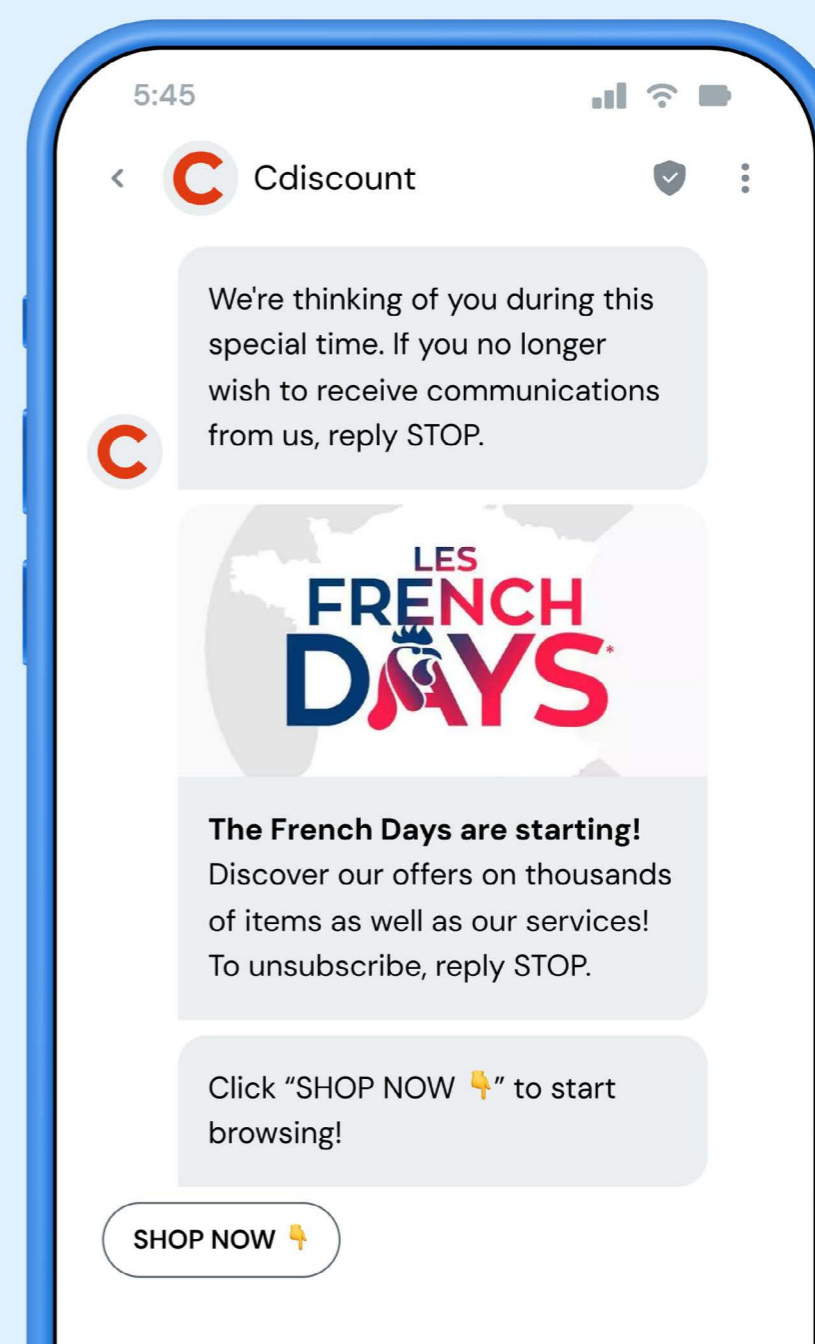 5:45
C Cdiscount
We're thinking of you during this
special time. If you no longer
wish to receive communications
from us, reply STOP.
C
LES
FRENCH
DAYS*
The French Days are starting!
Discover our offers on thousands
of items as well as our services!
To unsubscribe, reply STOP.
Click “SHOP NOW 👇” to start
browsing!
SHOP NOW 👇